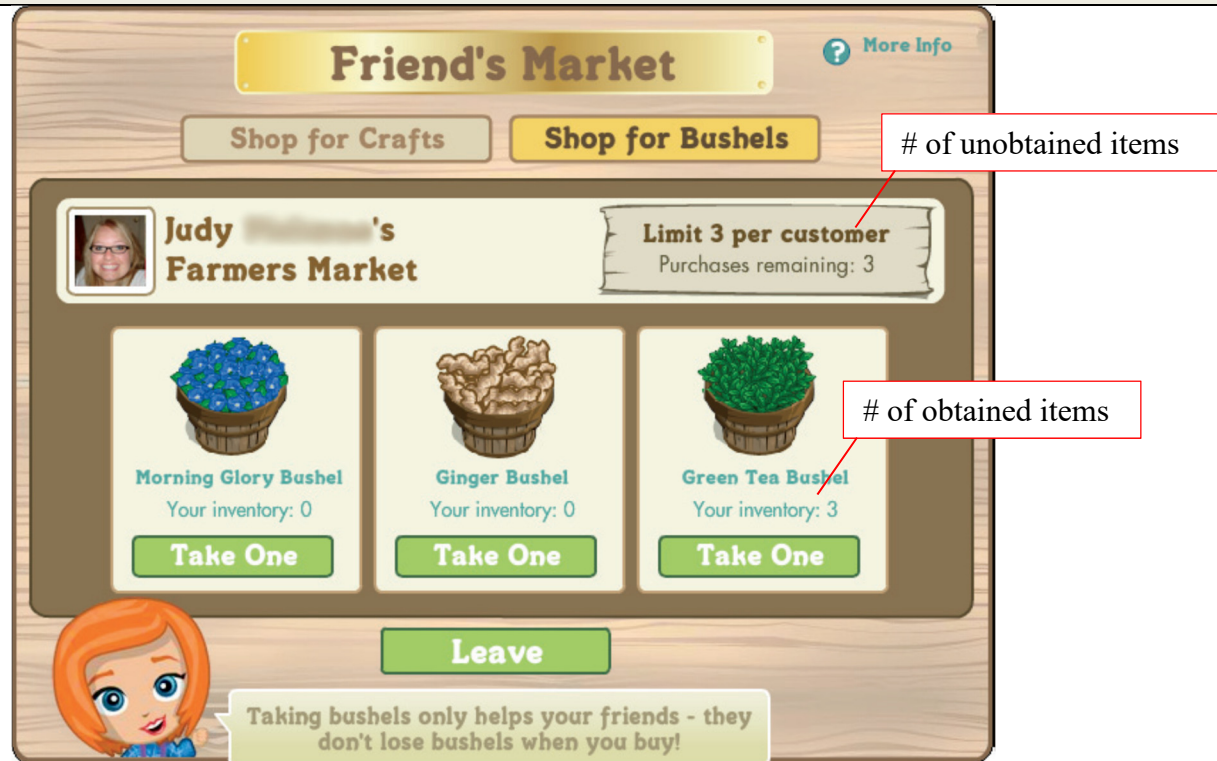 Friend's Market
More Info
Shop for Crafts
Shop for Bushels
# of unobtained items
Judy 's
Farmers Market
Limit 3 per customer
Purchases remaining: 3
# of obtained items
Morning Glory Bushel
Your inventory: 0
Take One
Ginger Bushel
Your inventory: 0
Take One
Green Tea Bushel
Your inventory: 3
Take One
Leave
Taking bushels only helps your friends - they
don't lose bushels when you buy!